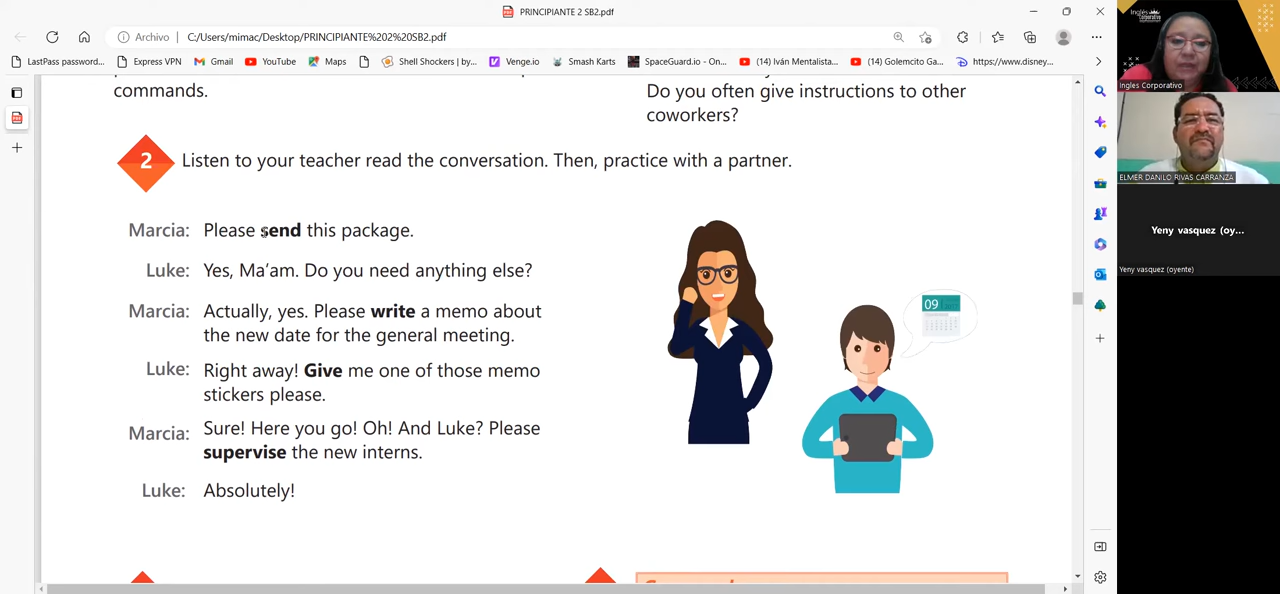 PRINCIPIANTE 2 SB2.pdf
Archivo | C:/Users/mimac/Desktop/PRINCIPIANTE%202%20SB2.pdf
LastPass password... Express VPN Gmail YouTube Maps Shell Shockers | by... Venge.io Smash Karts SpaceGuard.io - On... (14) Iván Mentalista... (14) Golemcito Ga... https://www.disney...
commands.
Do you often give instructions to other
coworkers?
2 Listen to your teacher read the conversation. Then, practice with a partner.
Marcia: Please send this package.
Luke: Yes, Ma'am. Do you need anything else?
Marcia: Actually, yes. Please write a memo about
the new date for the general meeting.
Luke: Right away! Give me one of those memo
stickers please.
Marcia: Sure! Here you go! Oh! And Luke? Please
supervise the new interns.
Luke: Absolutely!
09
Inglés
Corporativo
Ingles Corporativo
ELMER DANILO RIVAS CARRANZA
Yeny vasquez (oy...
Yeny vasquez (oyente)